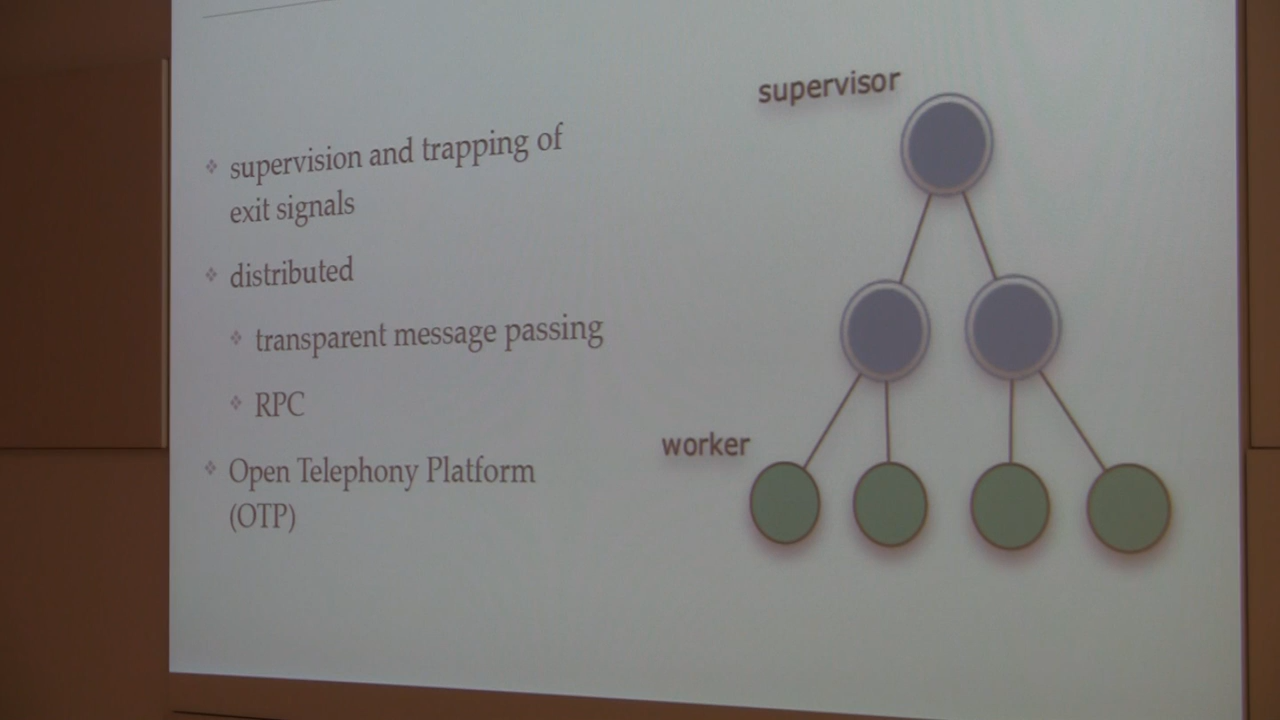 supervision and trapping of
exit signals
distributed
transparent message passing
RPC
Open Telephony Platform
(OTP)
supervisor
worker